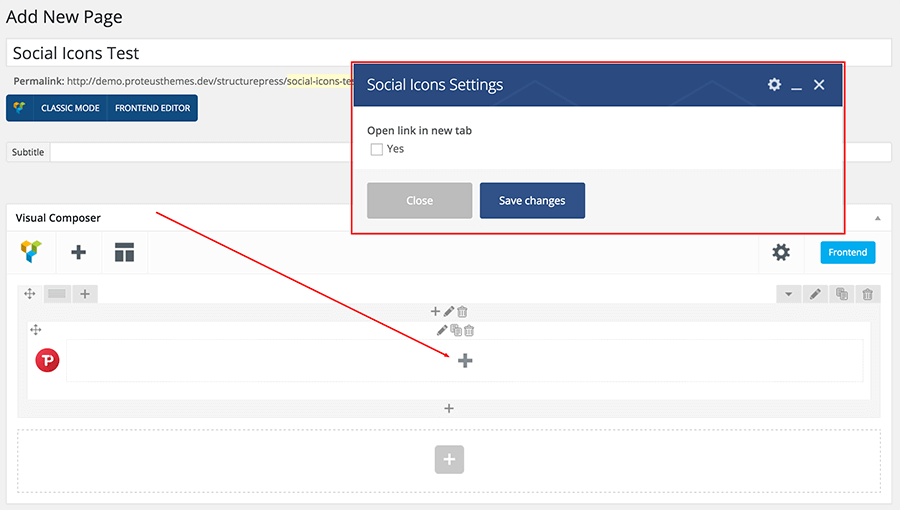 Add New Page
Social Icons Test
Permalink: http://demo.proteusthemes.dev/structurepress/social-icons-te
CLASSIC MODE FRONTEND EDITOR
Social Icons Settings
Open link in new tab
Yes
Subtitle
Close Save changes
Visual Composer
Frontend